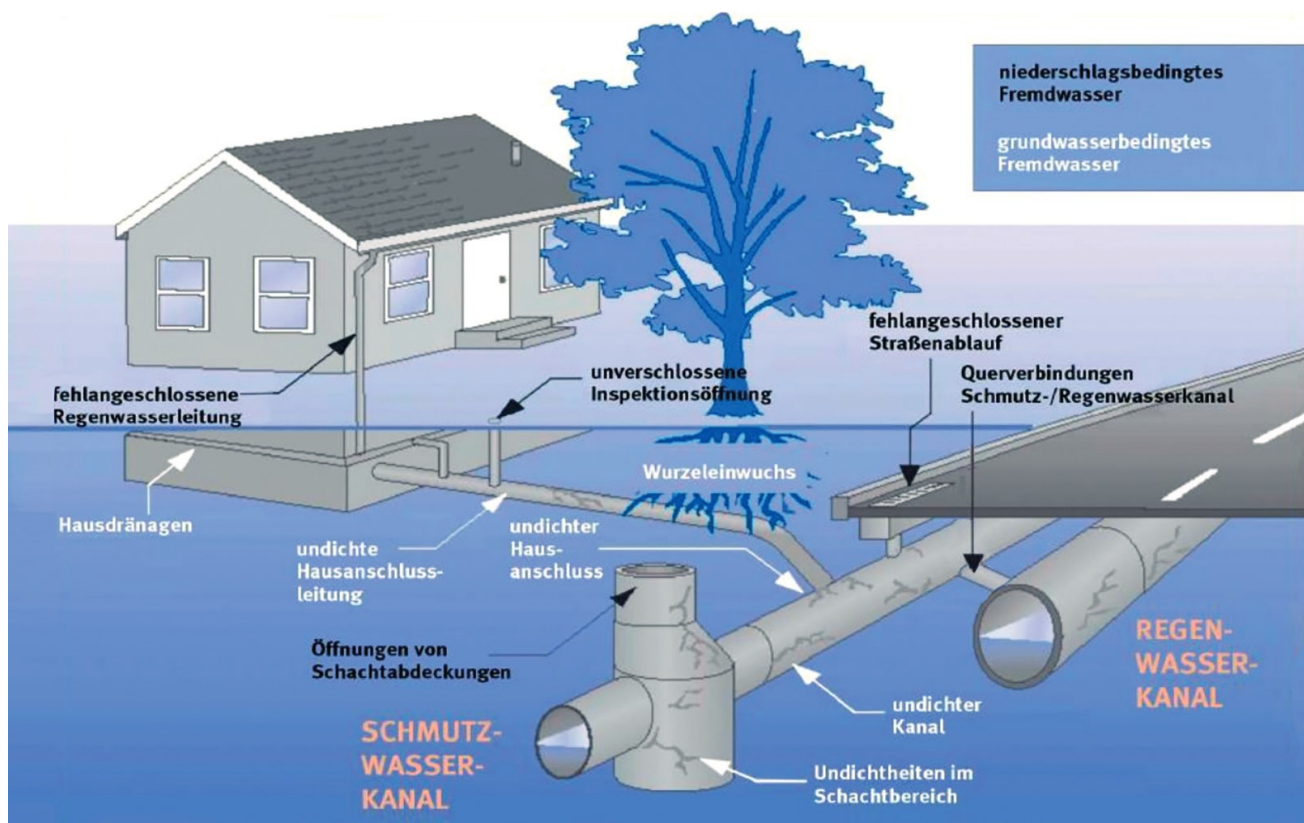 niederschlagsbedingtes
Fremdwasser
grundwasserbedingtes
Fremdwasser
fehlangeschlossener
Straßenablauf
Querverbindungen
Schmutz-/Regenwasserkanal
unverschlossene
Inspektionsöffnung
fehlangeschlossene
Regenwasserleitung
Wurzeleinwuchs
Hausdränagen
undichte
Hausanschluss-
leitung
undichter
Haus-
anschluss
Öffnungen von
Schachtabdeckungen
REGEN-
WASSER-
KANAL
undichter
Kanal
SCHMUTZ-
WASSER-
KANAL
Undichtheiten im
Schachtbereich